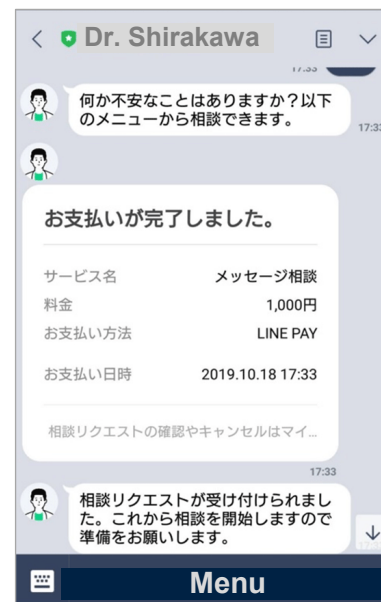 Dr. Shirakawa
17:33
何か不安なことはありますか？以下
のメニューから相談できます。
17:33
お支払いが完了しました。
サービス名 メッセージ相談
料金 1,000円
お支払い方法 LINE PAY
お支払い日時 2019.10.18 17:33
相談リクエストの確認やキャンセルはマイ...
17:33
相談リクエストが受け付けられまし
た。これから相談を開始しますので
準備をお願いします。
Menu